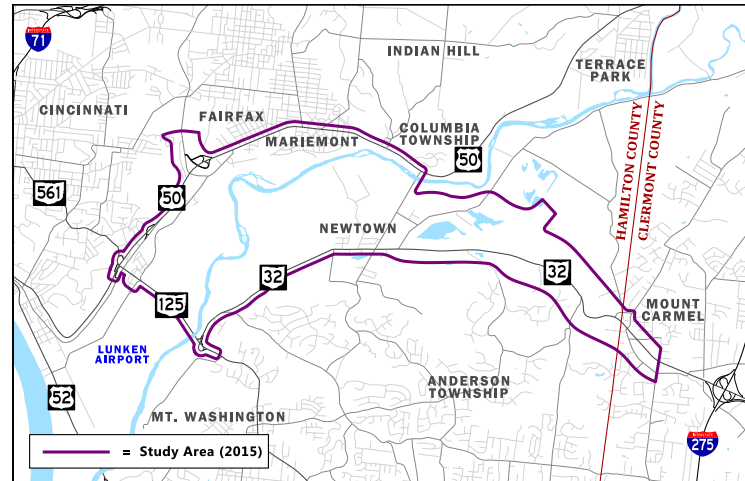 71
INDIAN HILL
TERRACE
PARK
CINCINNATI
FAIRFAX
MARIEMONT
COLUMBIA
TOWNSHIP
50
HAMILTON COUNTY
CLERMONT COUNTY
561
50
NEWTOWN
32
32
125
MOUNT
CARMEL
LUNKEN
AIRPORT
ANDERSON
TOWNSHIP
52
MT. WASHINGTON
275
= Study Area (2015)